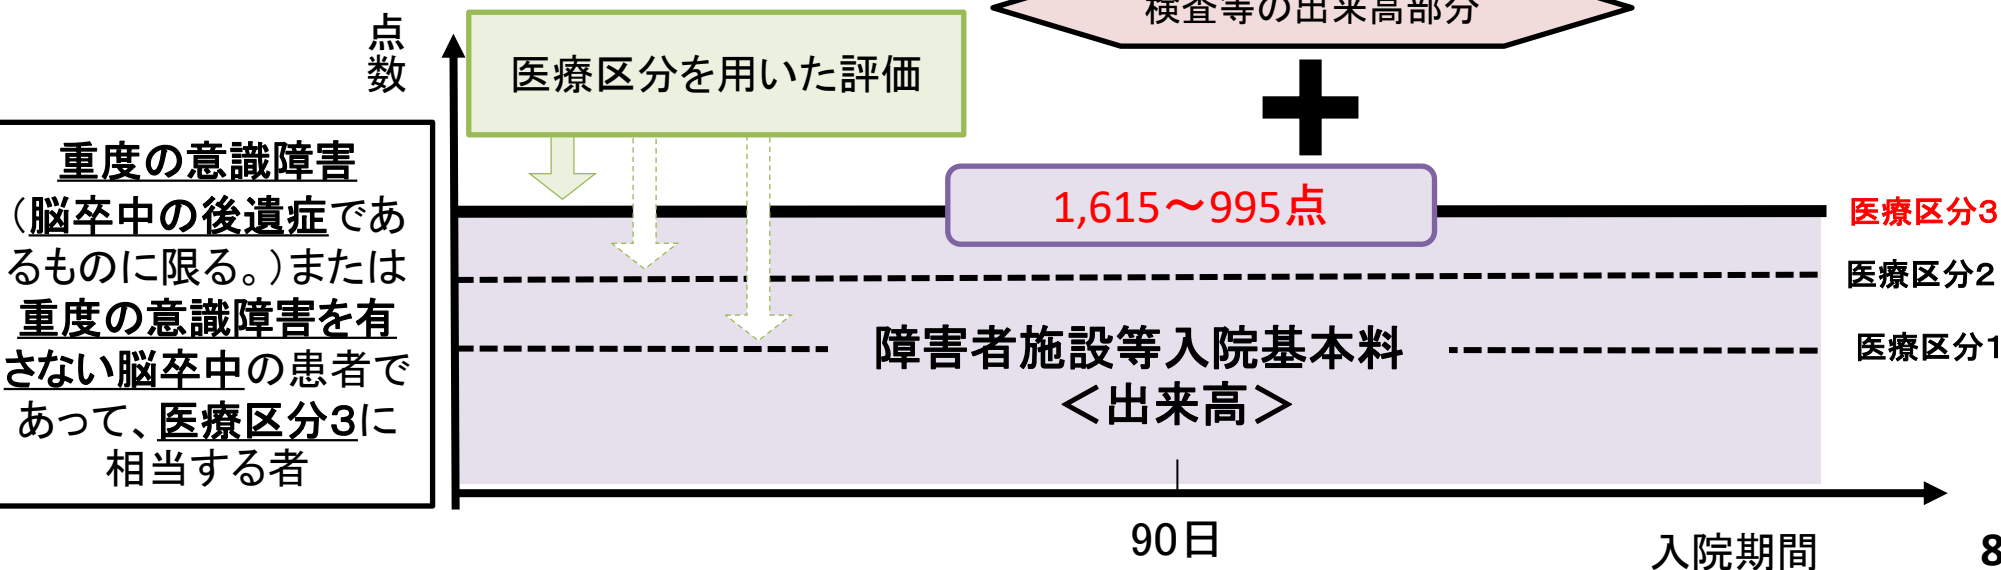 検査等の出来高部分
点
数
医療区分を用いた評価
重度の意識障害
（脳卒中の後遺症であ
るものに限る。）または
重度の意識障害を有
さない脳卒中の患者で
あって、医療区分３に
相当する者
1,615～995点
医療区分３
医療区分２
医療区分１
障害者施設等入院基本料
＜出来高＞
90日
入院期間
8